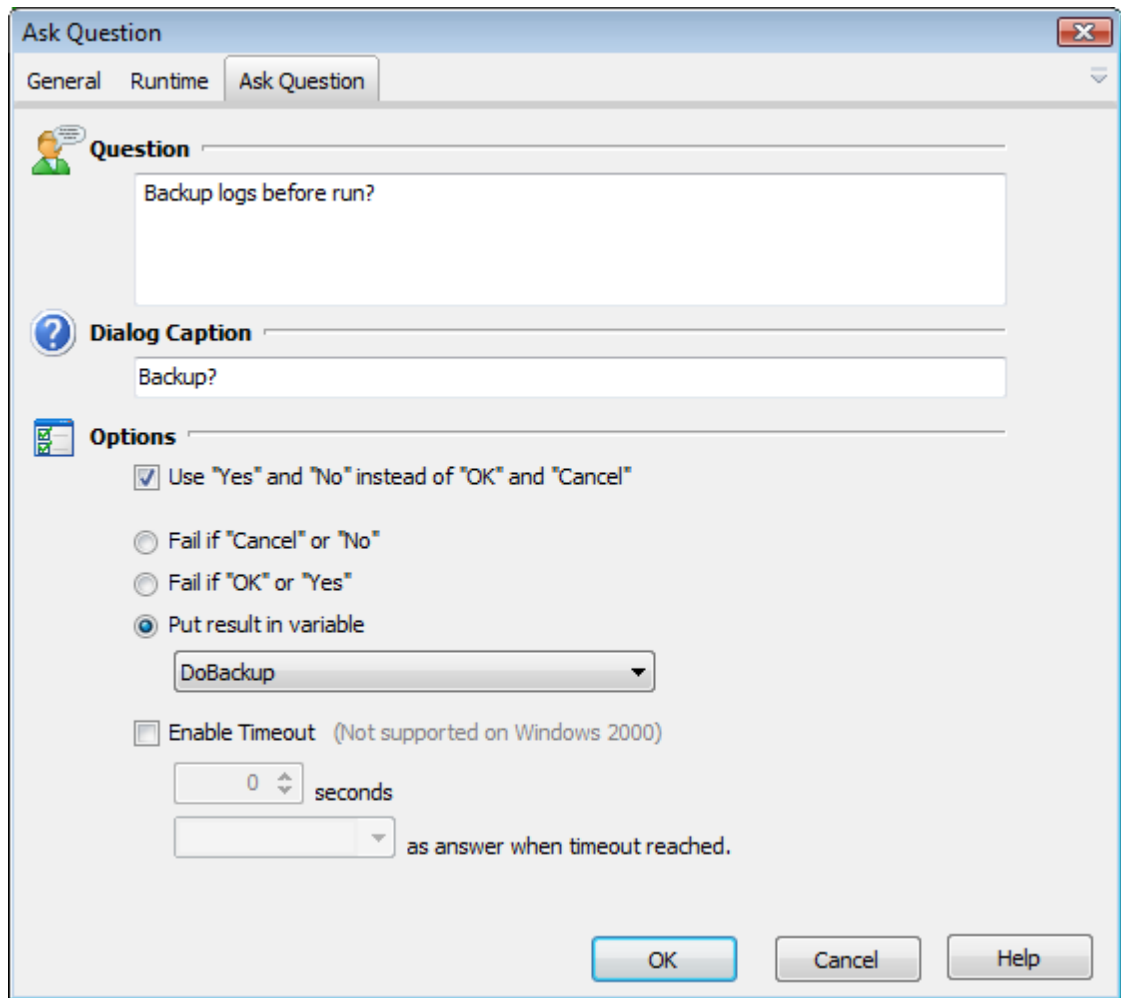 Ask Question
General Runtime Ask Question
Question
Backup logs before run?
Dialog Caption
Backup?
Options
Use "Yes" and "No" instead of "OK" and "Cancel"
Fail if "Cancel" or "No"
Fail if "OK" or "Yes"
Put result in variable
DoBackup
Enable Timeout (Not supported on Windows 2000)
0 seconds
as answer when timeout reached.
OK Cancel Help